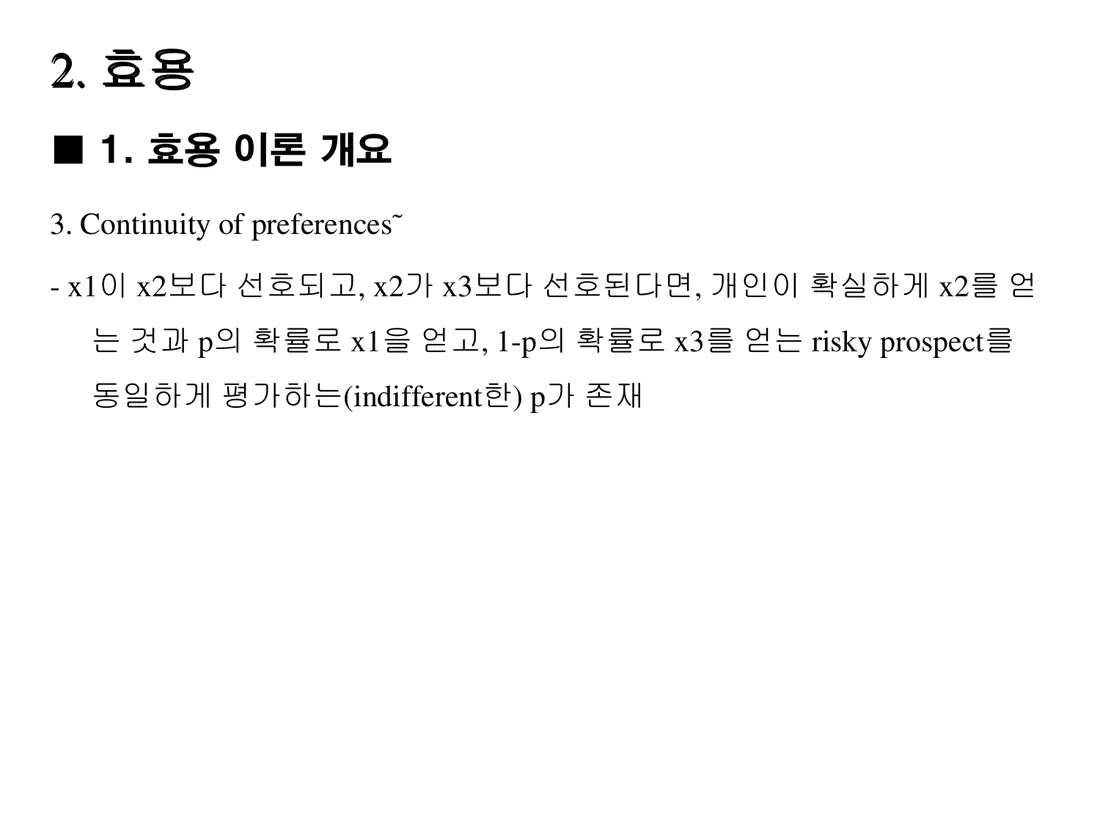 2. 효용
■ 1. 효용 이론 개요
3. Continuity of preferences˜
- x1이 x2보다 선호되고, x2가 x3보다 선호된다면, 개인이 확실하게 x2를 얻
는 것과 p의 확률로 x1을 얻고, 1-p의 확률로 x3를 얻는 risky prospect를
동일하게 평가하는(indifferent한) p가 존재